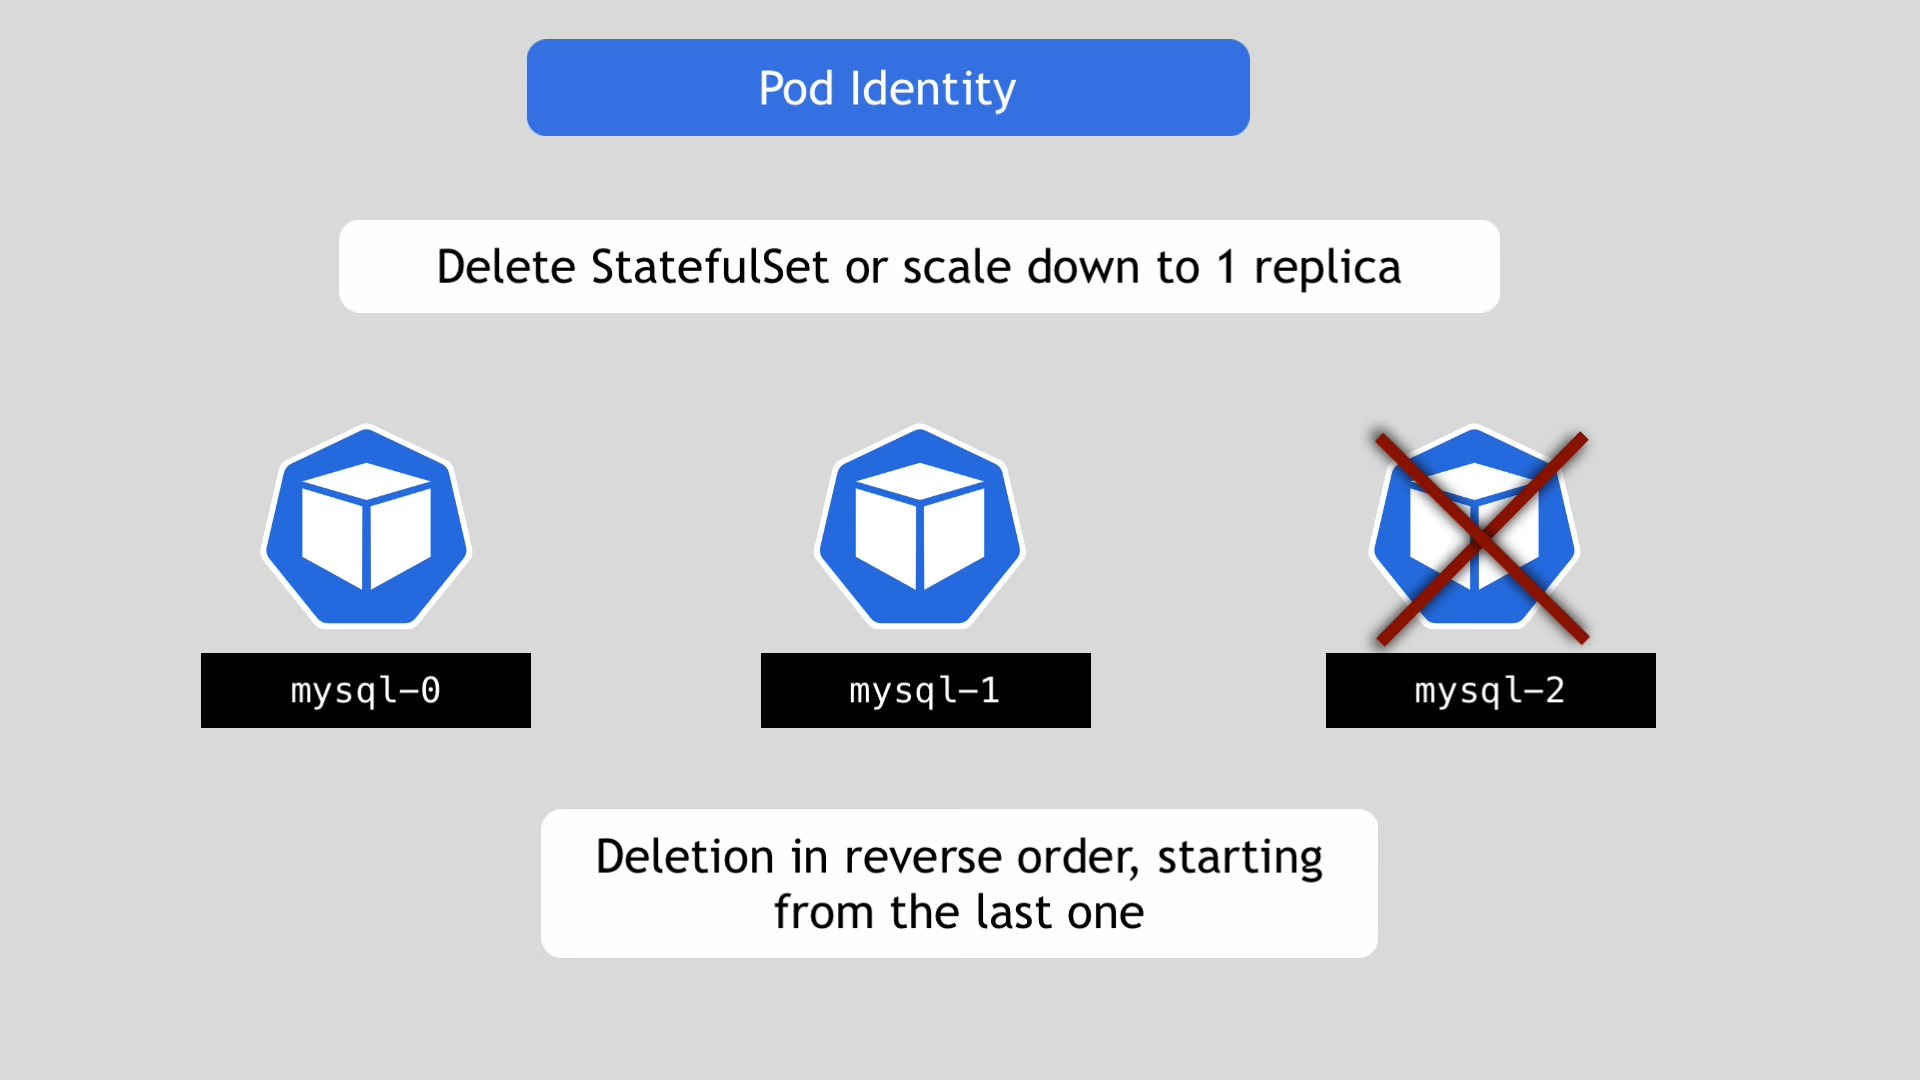 Pod Identity
Delete StatefulSet or scale down to 1 replica
mysql-0
mysql-1
mysql-2
Deletion in reverse order, starting
from the last one